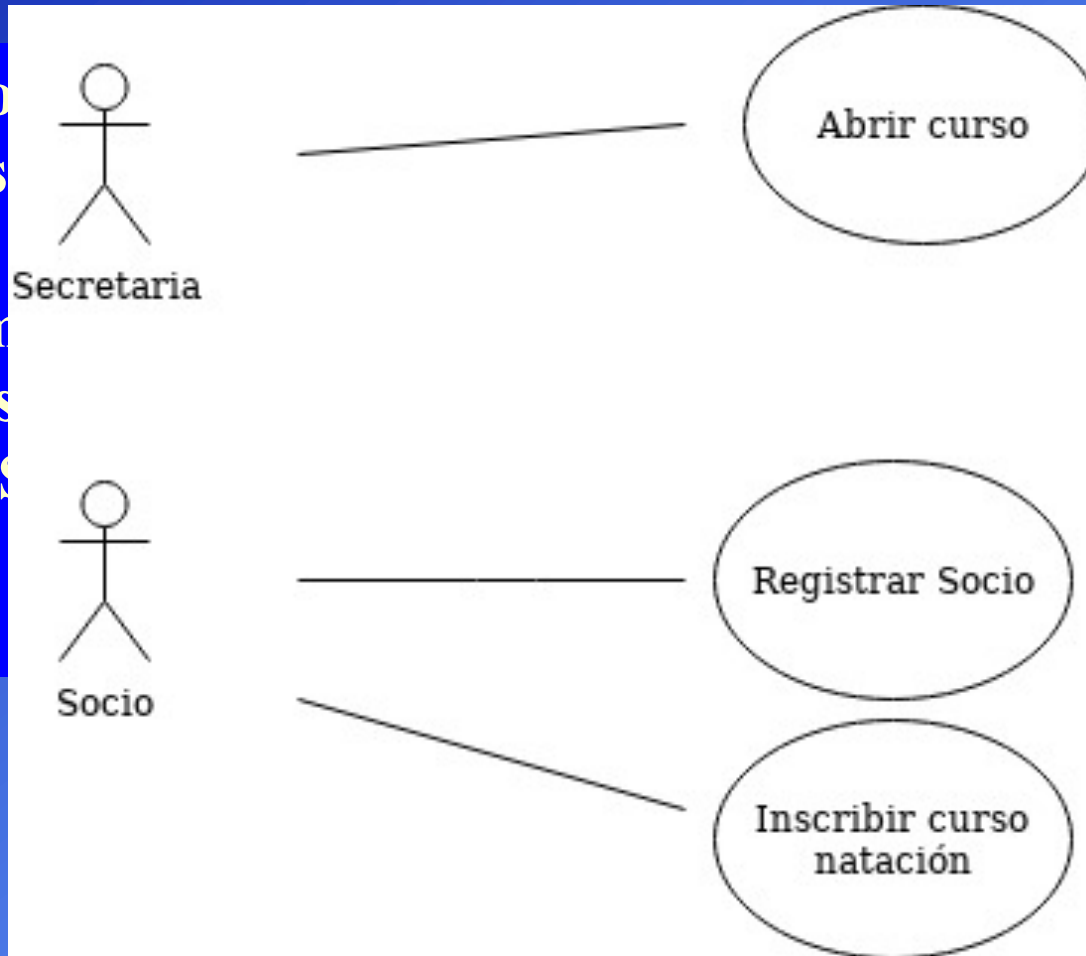 Abrir curso
Secretaria
Registrar Socio
Socio
Inscribir curso
natación